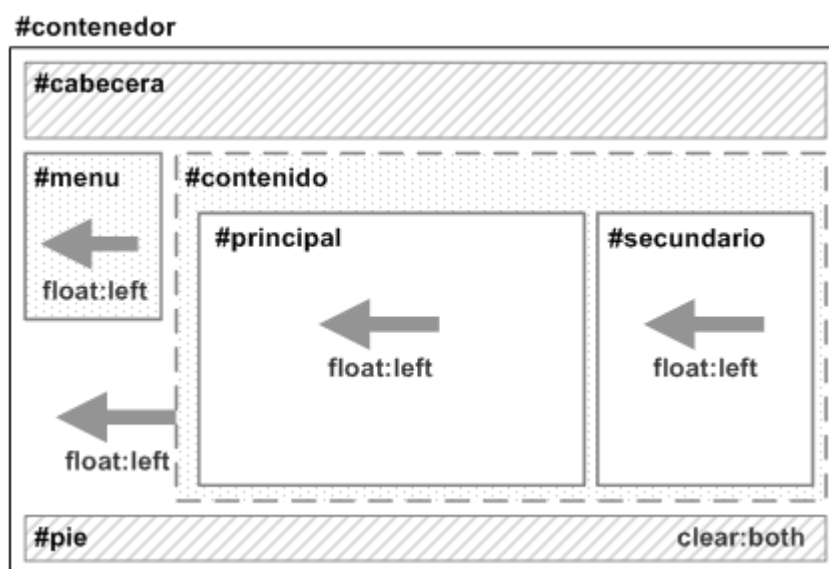 #contenedor
#cabecera
#menu
float:left
#contenido
#principal
float:left
#secundario
float:left
float:left
#pie
clear:both